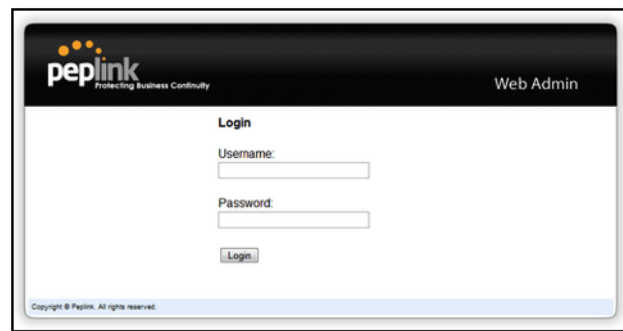 peplink
Protecting Business Continuity
Web Admin
Login
Username:
Password:
Login
Copyright © Peplink. All rights reserved.